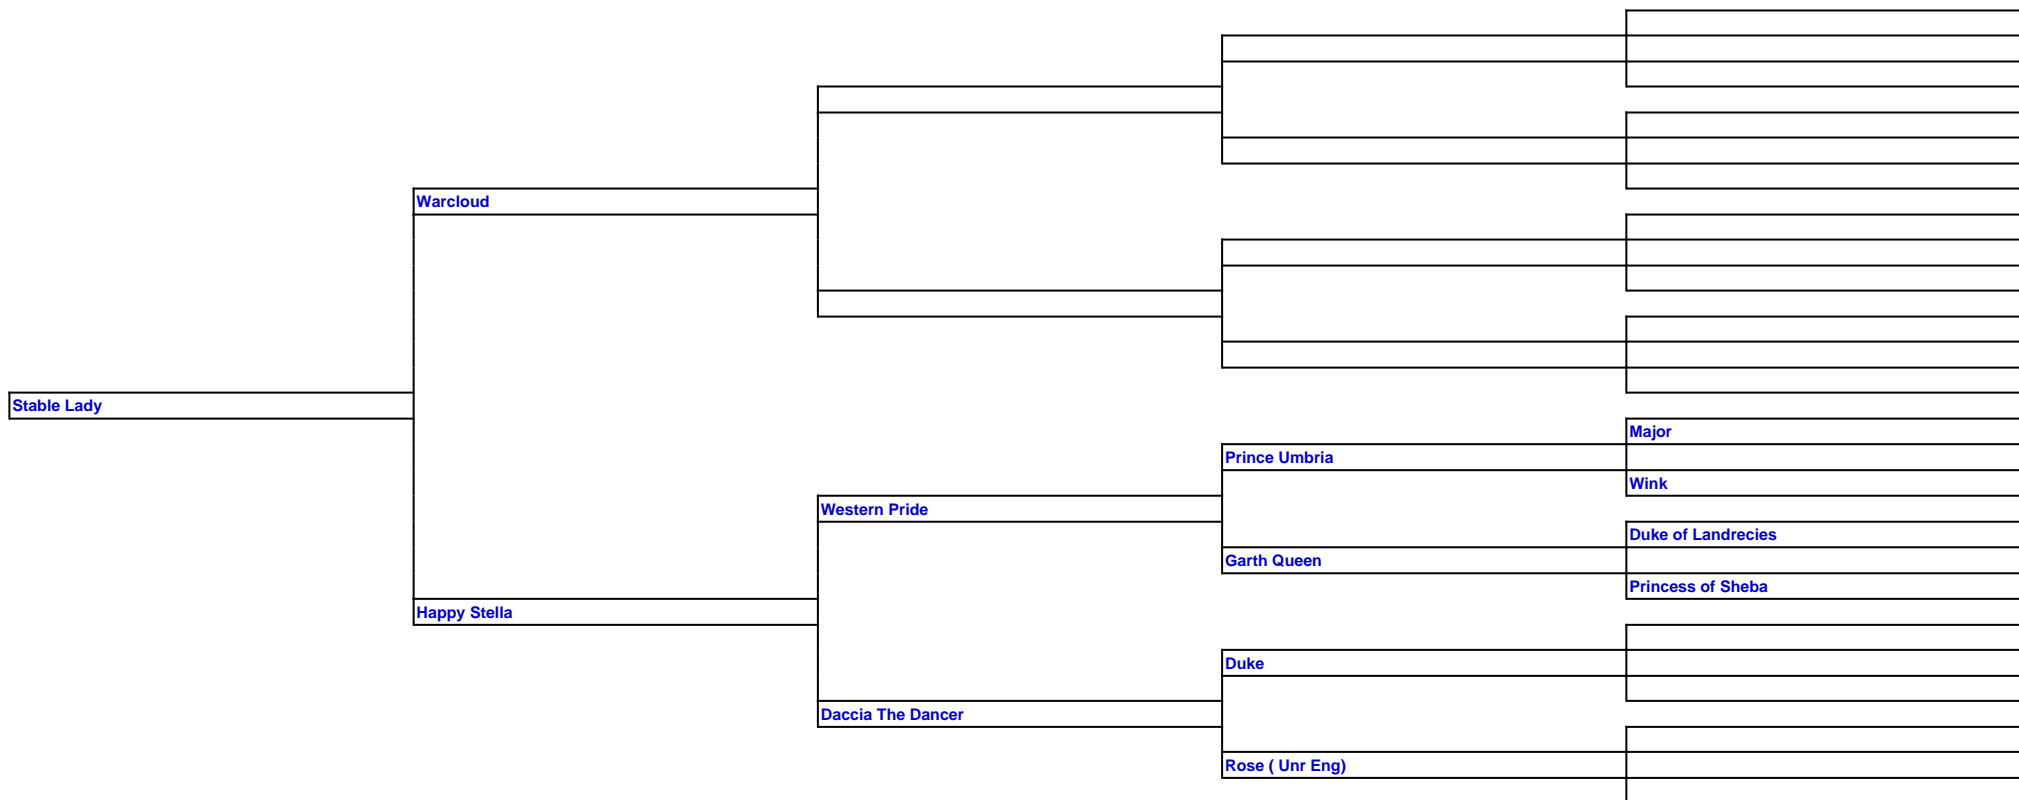 Warcloud
Stable Lady
Major
Prince Umbria
Wink
Western Pride
Duke of Landrecies
Garth Queen
Princess of Sheba
Happy Stella
Duke
Daccia The Dancer
Rose ( Unr Eng)